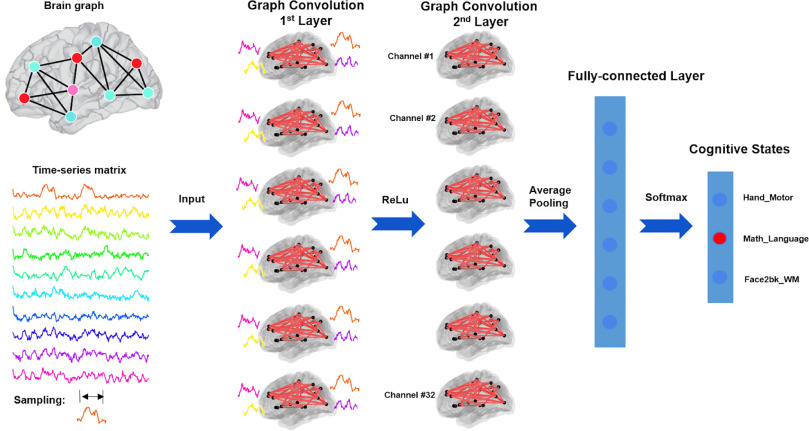 Brain graph
Graph Convolution
1st Layer
Graph Convolution
2nd Layer
Channel #1
Channel #2
Channel #32
Time-series matrix
Sampling:
Input
ReLu
Average
Pooling
Fully-connected Layer
Softmax
Cognitive States
Hand_Motor
Math_Language
Face2bk_WM